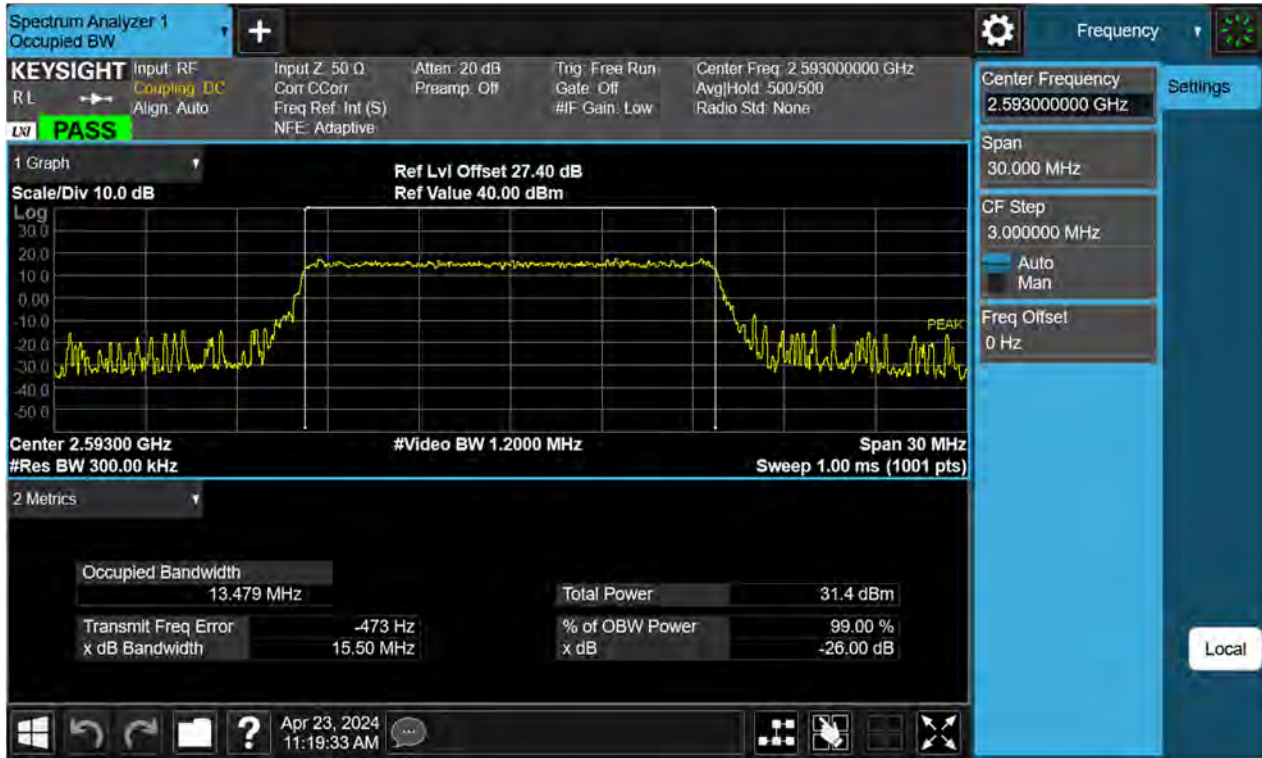 Spectrum Analyzer 1
Occupied BW
+
Frequency
KEYSIGHT
R L
LXI
PASS
Input: RF
Coupling: DC
Align: Auto
Input Z: 50 Ω
Corr CCorr
Freq Ref: Int (S)
NFE: Adaptive
Atten: 20 dB
Preamp: Off
Trig: Free Run
Gate: Off
#IF Gain: Low
Center Freq: 2.593000000 GHz
Avg|Hold: 500/500
Radio Std: None
1 Graph
Scale/Div 10.0 dB
Ref Lvl Offset 27.40 dB
Ref Value 40.00 dBm
Log
30.0
20.0
10.0
0.00
-10.0
-20.0
-30.0
-40.0
-50.0
PEAK
Center 2.59300 GHz
#Video BW 1.2000 MHz
Span 30 MHz
#Res BW 300.00 kHz
Sweep 1.00 ms (1001 pts)
2 Metrics
Occupied Bandwidth
13.479 MHz
Transmit Freq Error -473 Hz
x dB Bandwidth 15.50 MHz
Total Power 31.4 dBm
% of OBW Power 99.00 %
x dB -26.00 dB
Center Frequency
2.593000000 GHz
Span
30.000 MHz
CF Step
3.000000 MHz
Auto
Man
Freq Offset
0 Hz
Settings
Local
?
Apr 23, 2024
11:19:33 AM